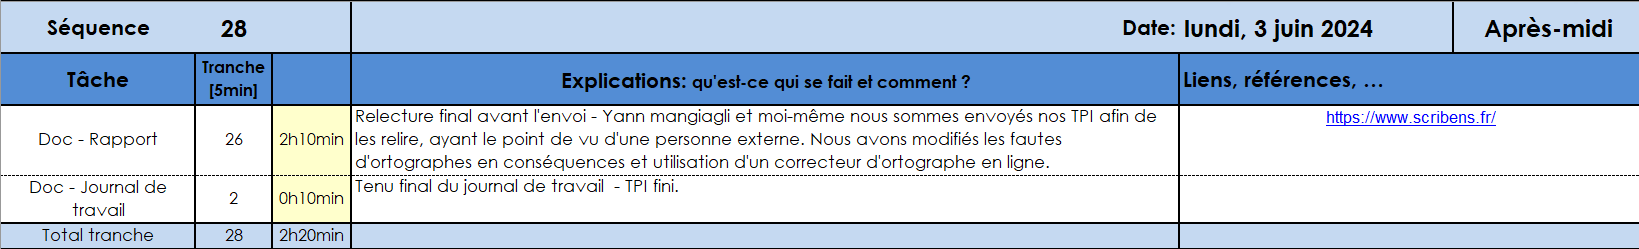 Séquence 28 Date: lundi, 3 juin 2024 Après-midi
Tâche Tranche [5min] Explications: qu'est-ce qui se fait et comment ? Liens, références, …
Doc - Rapport 26 2h10min
Relecture final avant l'envoi - Yann mangiagli et moi-même nous sommes envoyés nos TPI afin de
les relire, ayant le point de vu d'une personne externe. Nous avons modifiés les fautes
d'ortographes en conséquences et utilisation d'un correcteur d'ortographe en ligne.
https://www.scribens.fr/
Doc - Journal de
travail
2 0h10min
Tenu final du journal de travail - TPI fini.
Total tranche 28 2h20min